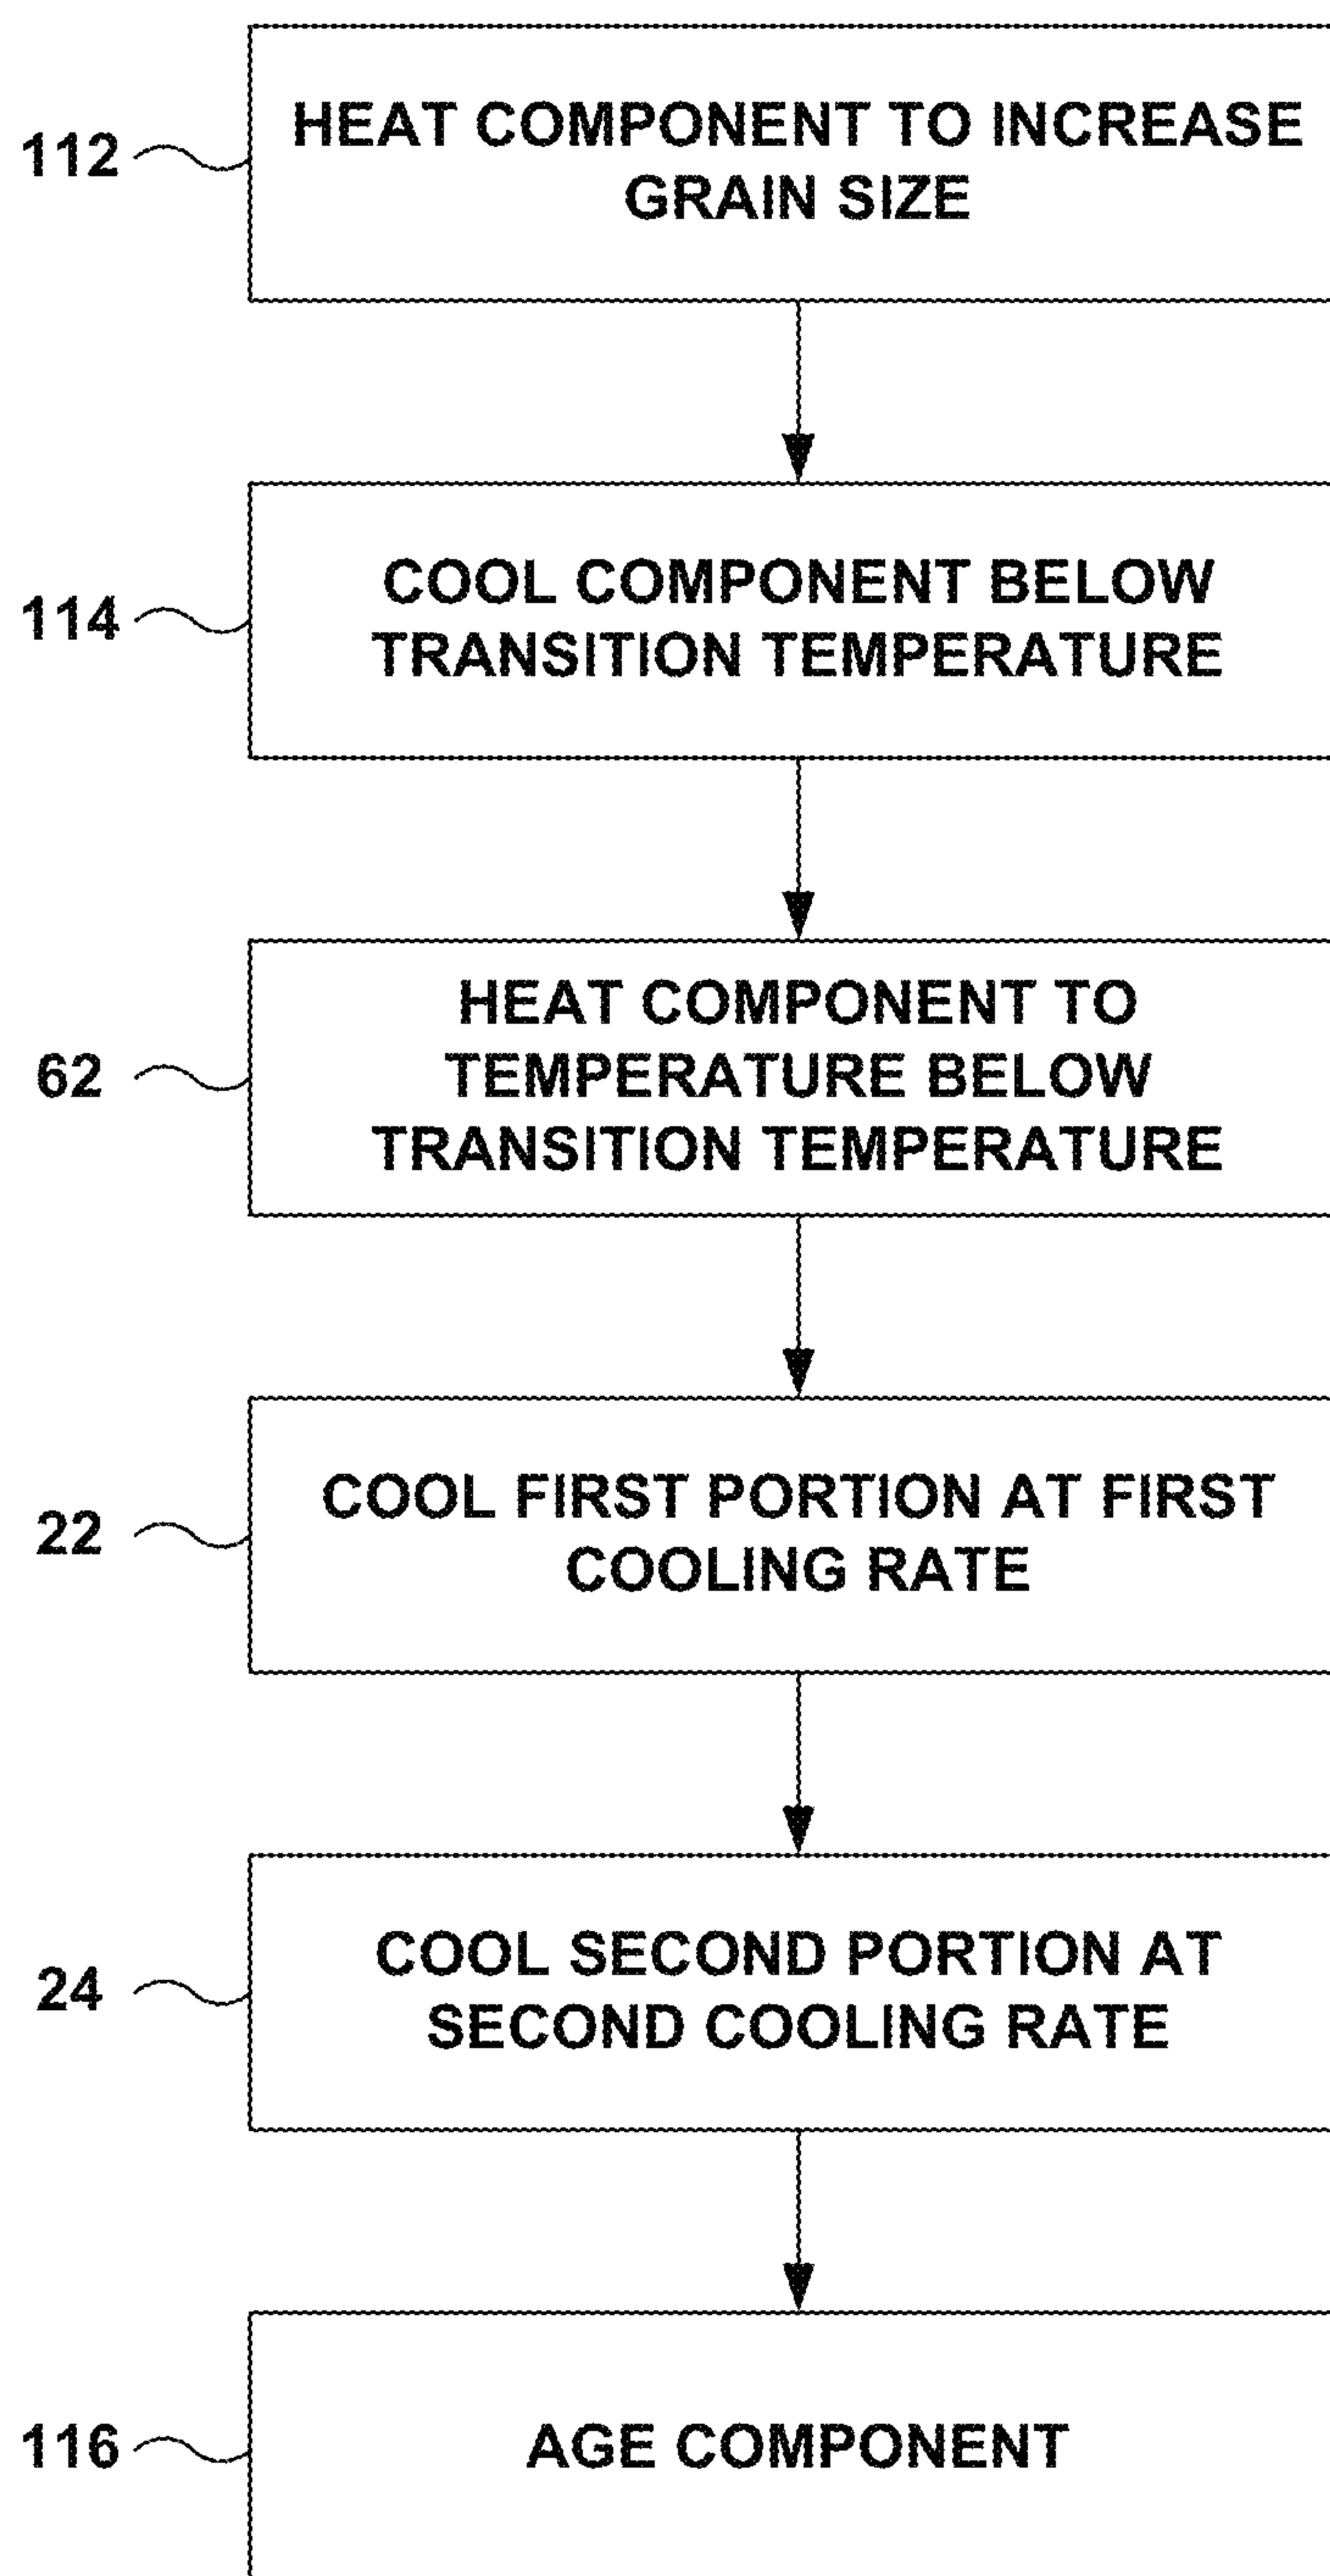 112
HEAT COMPONENT TO INCREASE
GRAIN SIZE
114
COOL COMPONENT BELOW
TRANSITION TEMPERATURE
62
HEAT COMPONENT TO
TEMPERATURE BELOW
TRANSITION TEMPERATURE
22
COOL FIRST PORTION AT FIRST
COOLING RATE
24
COOL SECOND PORTION AT
SECOND COOLING RATE
116
AGE COMPONENT